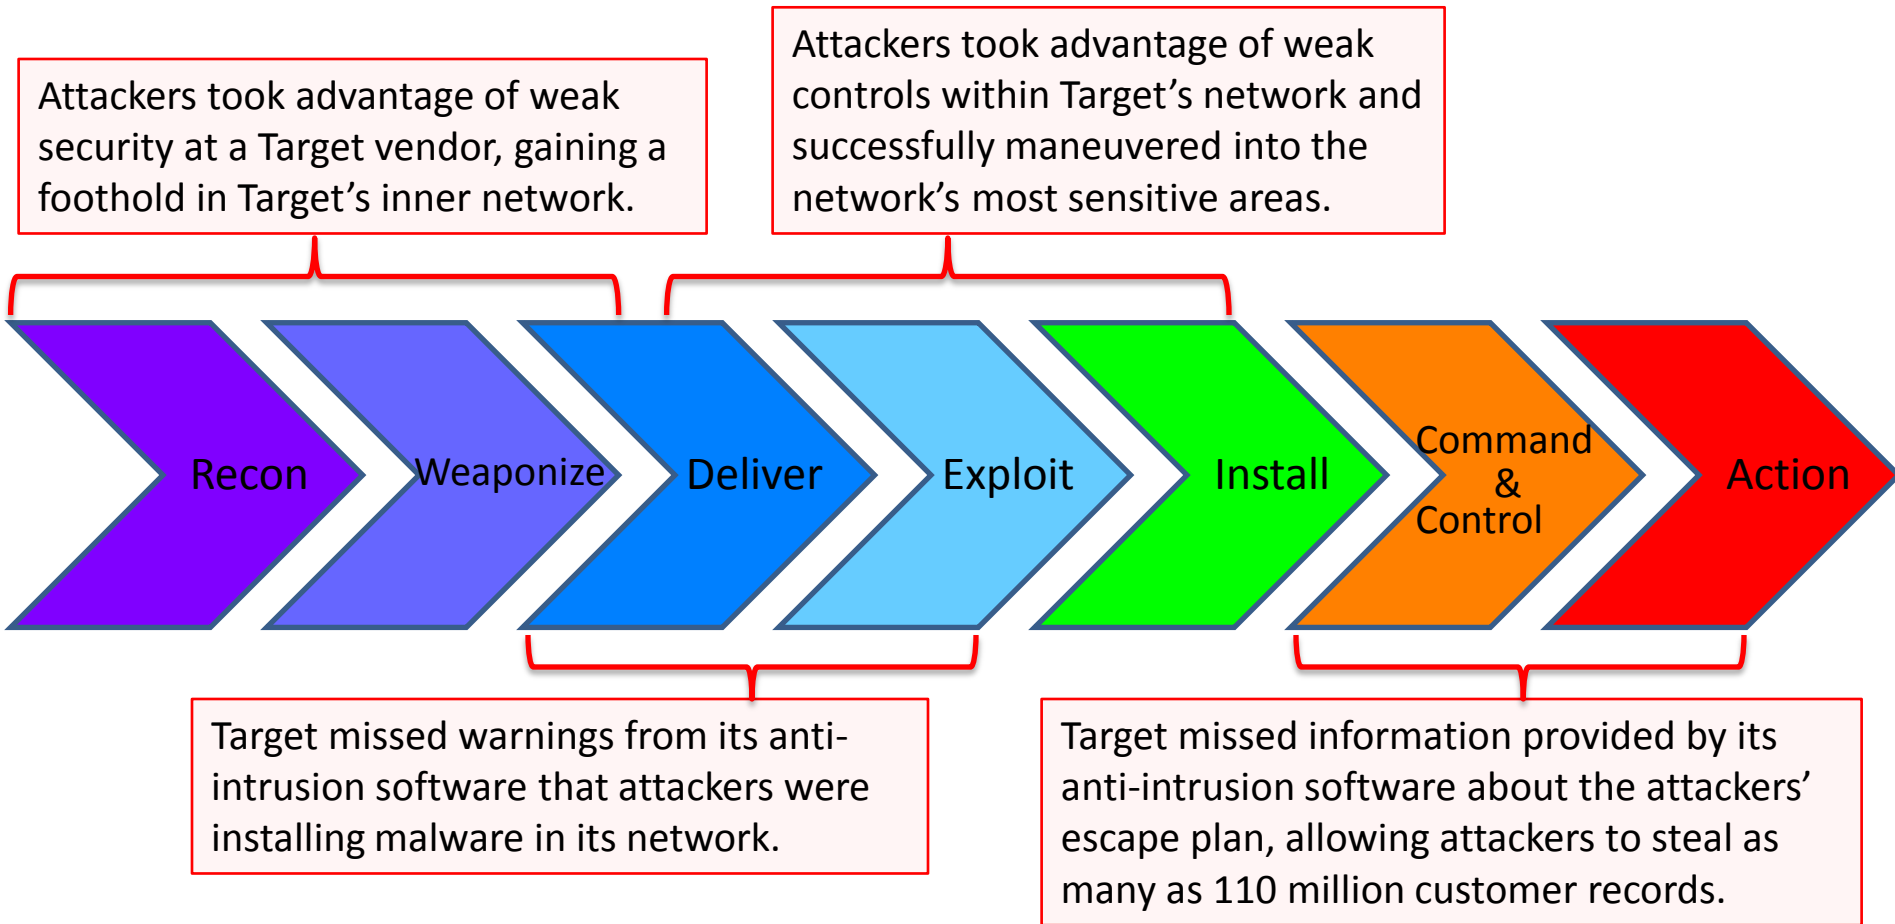 Attackers took advantage of weak
security at a Target vendor, gaining a
foothold in Target’s inner network.
Attackers took advantage of weak
controls within Target’s network and
successfully maneuvered into the
network’s most sensitive areas.
Recon
Weaponize
Deliver
Exploit
Install
Command
&
Control
Action
Target missed warnings from its anti-
intrusion software that attackers were
installing malware in its network.
Target missed information provided by its
anti-intrusion software about the attackers’
escape plan, allowing attackers to steal as
many as 110 million customer records.